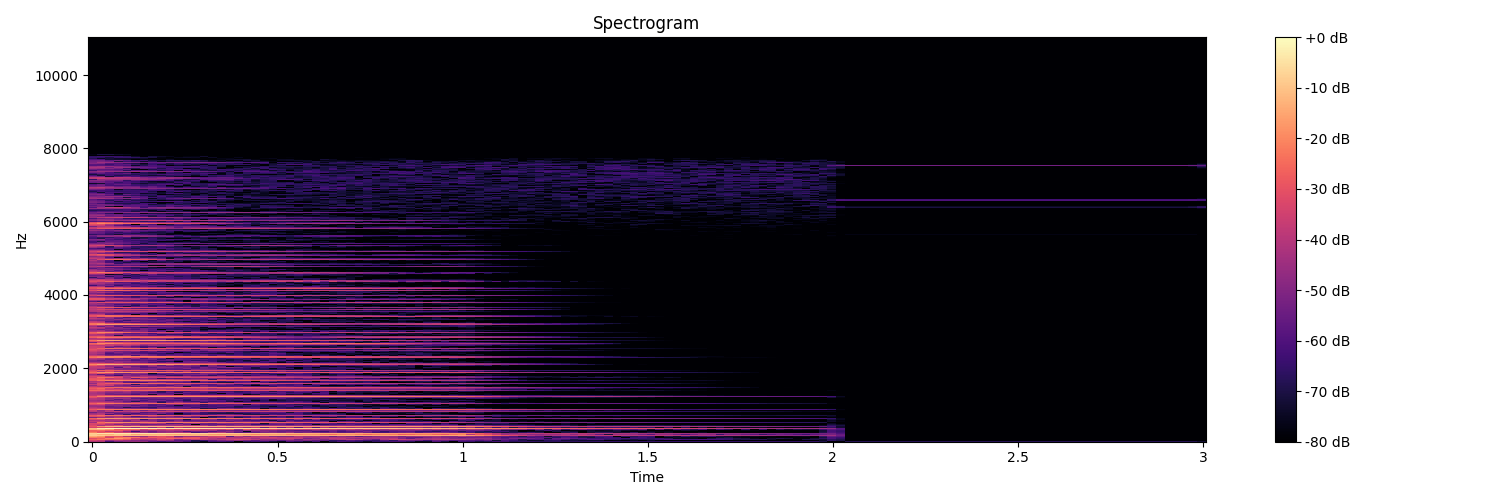 Spectrogram
Hz
10000
8000
6000
4000
2000
0
0
0.5
1
1.5
2
2.5
3
Time
+0 dB
-10 dB
-20 dB
-30 dB
-40 dB
-50 dB
-60 dB
-70 dB
-80 dB